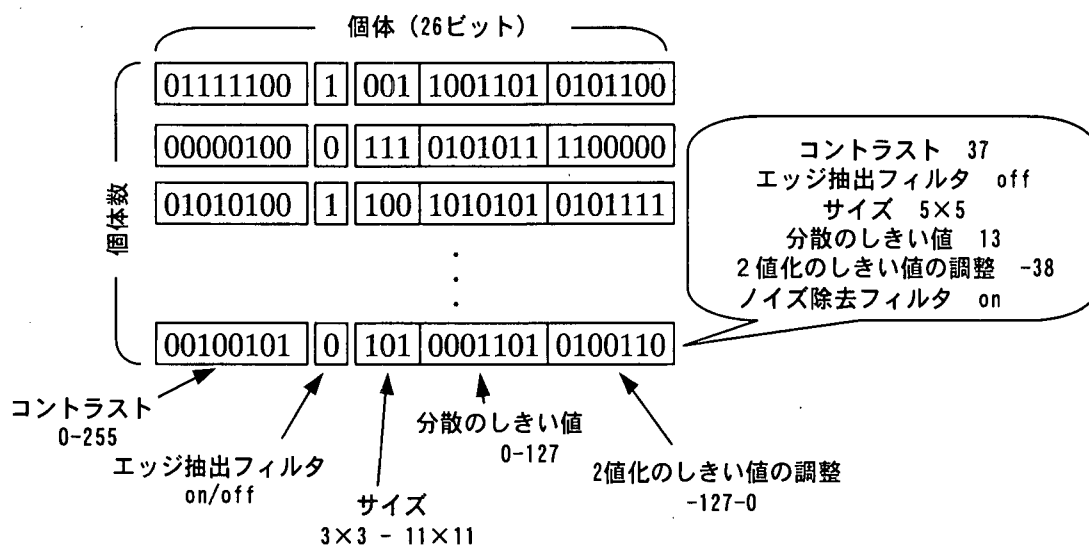 個体（26ビット）
個体数
01111100 1 001 1001101 0101100
00000100 0 111 0101011 1100000
01010100 1 100 1010101 0101111
00100101 0 101 0001101 0100110
コントラスト 37
エッジ抽出フィルタ off
サイズ 5×5
分散のしきい値 13
２値化のしきい値の調整 -38
ノイズ除去フィルタ on
コントラスト
0-255
エッジ抽出フィルタ
on/off
サイズ
3×3 - 11×11
分散のしきい値
0-127
2値化のしきい値の調整
-127-0